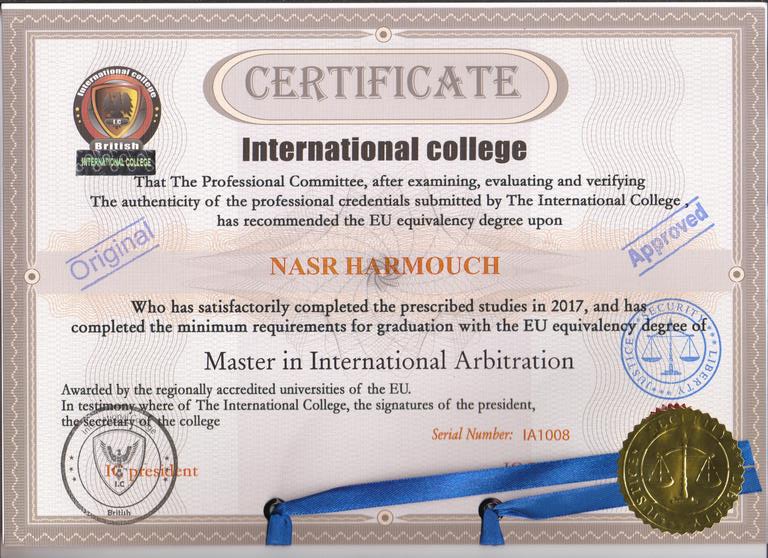 CERTIFICATE
International college
British
I.C
INTERNATIONAL COLLEGE
International college
That The Professional Committee, after examining, evaluating and verifying
The authenticity of the professional credentials submitted by The International College ,
has recommended the EU equivalency degree upon
Original
Approved
NASR HARMOUCH
Who has satisfactorily completed the prescribed studies in 2017, and has
completed the minimum requirements for graduation with the EU equivalency degree of
SECURITY
JUSTICE
LIBERTY
Master in International Arbitration
Awarded by the regionally accredited universities of the EU.
In testimony where of The International College, the signatures of the president,
the secretary of the college
Serial Number: IA1008
IC president
I.C
British